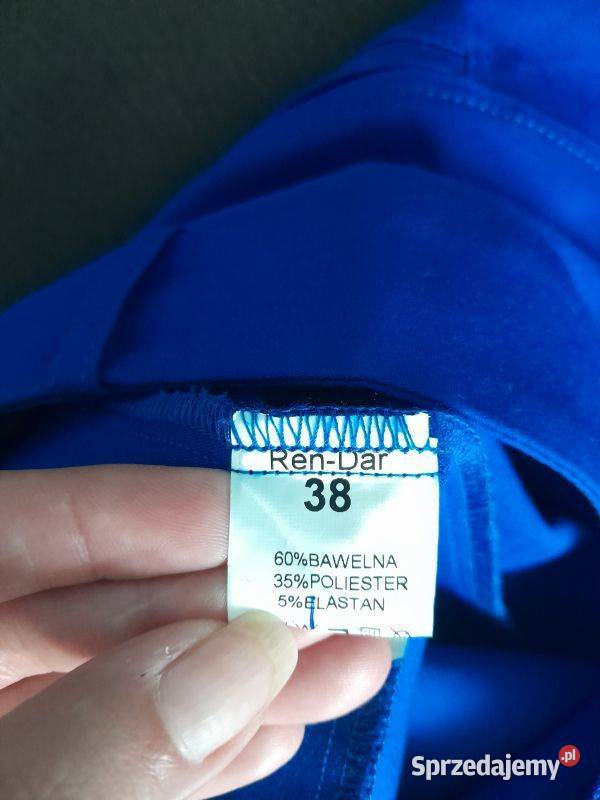 Ren-Dar
38
60%BAWELNA
35%POLIESTER
5%ELASTAN
Sprzedajemy.pl